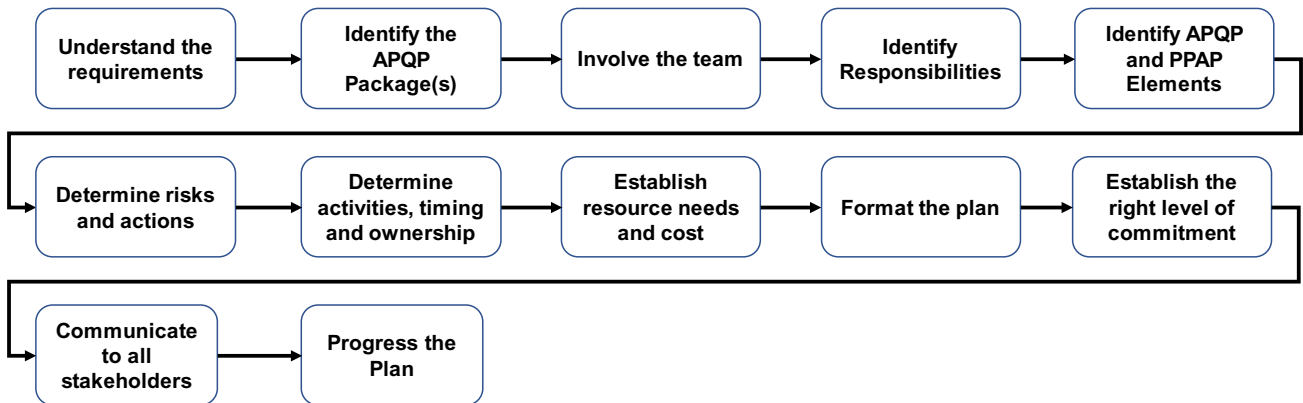 Understand the
requirements
Identify the
APQP
Package(s)
Involve the team
Identify
Responsibilities
Identify APQP
and PPAP
Elements
Determine risks
and actions
Determine
activities, timing
and ownership
Establish
resource needs
and cost
Format the plan
Establish the
right level of
commitment
Communicate
to all
stakeholders
Progress the
Plan